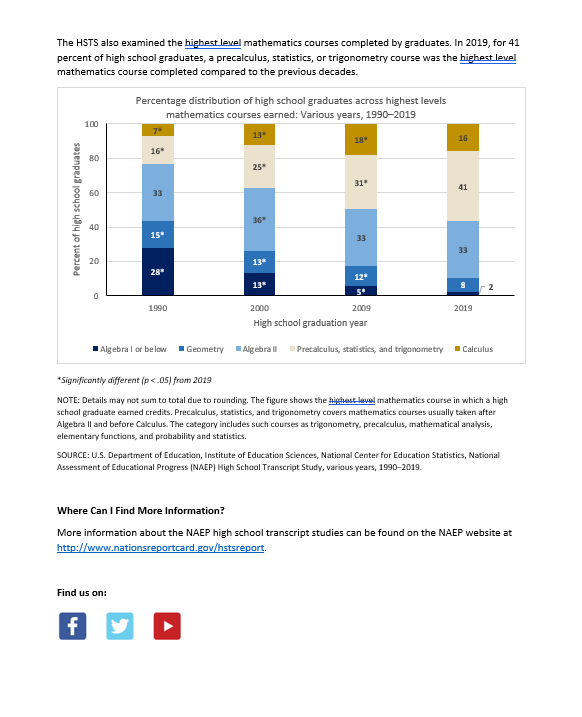 The HSTS also examined the highest level mathematics courses completed by graduates. In 2019, for 41
percent of high school graduates, a precalculus, statistics, or trigonometry course was the highest level
mathematics course completed compared to the previous decades.
Percentage distribution of high school graduates across highest levels
mathematics courses earned: Various years, 1990–2019
Percent of high school graduates
100
80
60
40
20
0
7*
16*
33
15*
28*
13*
25*
36*
13*
13*
18*
31*
33
12*
5*
16
41
33
8
2
1990 2000 2009 2019
High school graduation year
Algebra I or below Geometry Algebra II Precalculus, statistics, and trigonometry Calculus
*Significantly different (p < .05) from 2019
NOTE: Details may not sum to total due to rounding. The figure shows the highest level mathematics course in which a high
school graduate earned credits. Precalculus, statistics, and trigonometry covers mathematics courses usually taken after
Algebra II and before Calculus. The category includes such courses as trigonometry, precalculus, mathematical analysis,
elementary functions, and probability and statistics.
SOURCE: U.S. Department of Education, Institute of Education Sciences, National Center for Education Statistics, National
Assessment of Educational Progress (NAEP) High School Transcript Study, various years, 1990–2019.
Where Can I Find More Information?
More information about the NAEP high school transcript studies can be found on the NAEP website at
http://www.nationsreportcard.gov/hstsreport.
Find us on: